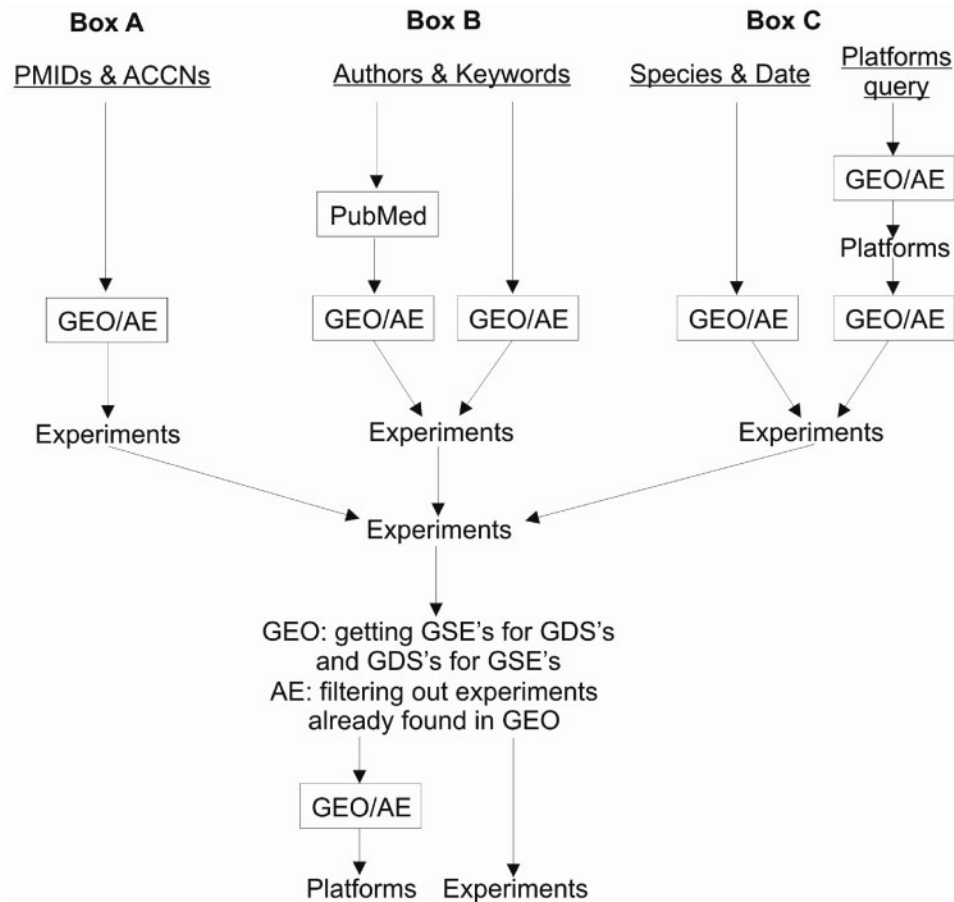 Box A
Box B
Box C
PMIDs & ACCNs
Authors & Keywords
Species & Date
Platforms
query
GEO/AE
PubMed
Platforms
GEO/AE
GEO/AE
GEO/AE
GEO/AE
GEO/AE
Experiments
Experiments
Experiments
Experiments
GEO: getting GSE's for GDS's
and GDS's for GSE's
AE: filtering out experiments
already found in GEO
GEO/AE
Platforms
Experiments